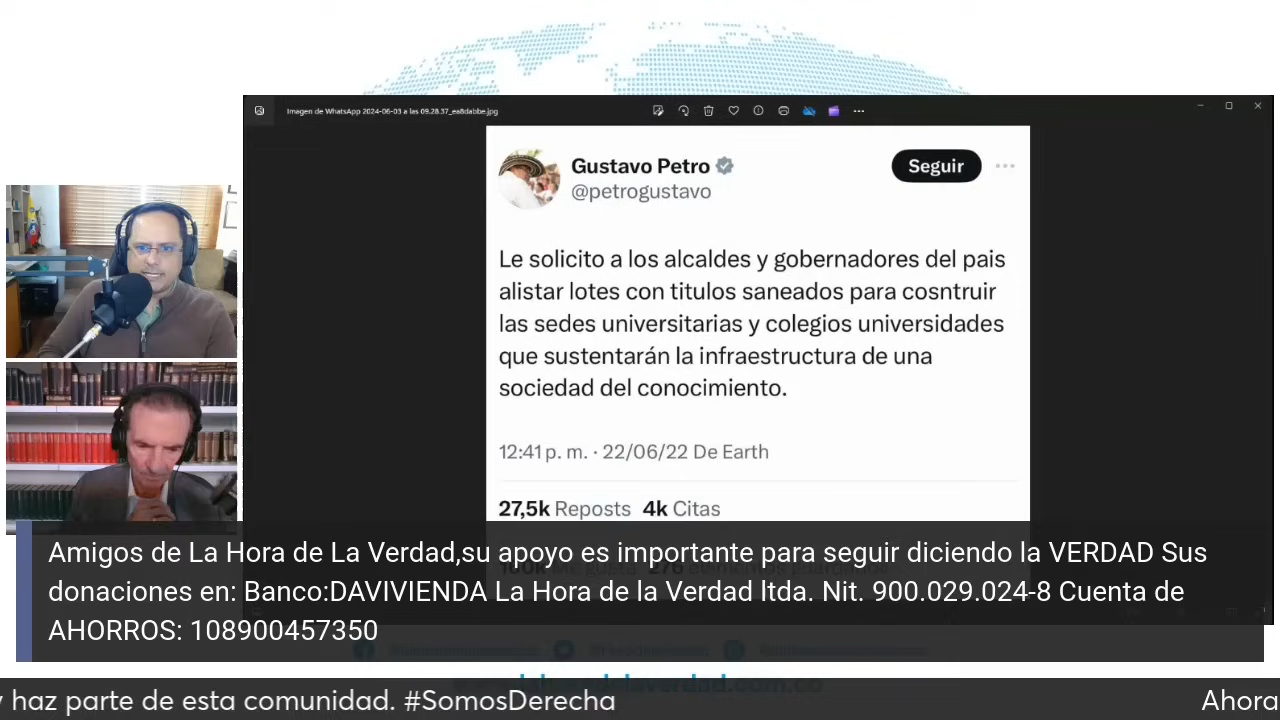 Imagen de WhatsApp 2024-06-03 a las 09.28.37_ea8dabbe.jpg
Gustavo Petro
@petrogustavo
Seguir
Le solicito a los alcaldes y gobernadores del pais
alistar lotes con titulos saneados para cosntruir
las sedes universitarias y colegios universidades
que sustentarán la infraestructura de una
sociedad del conocimiento.
12:41 p. m. · 22/06/22 De Earth
27,5k Reposts 4k Citas
Amigos de La Hora de La Verdad,su apoyo es importante para seguir diciendo la VERDAD Sus
donaciones en: Banco:DAVIVIENDA La Hora de la Verdad ltda. Nit. 900.029.024-8 Cuenta de
AHORROS: 108900457350
y haz parte de esta comunidad. #SomosDerecha
Ahora